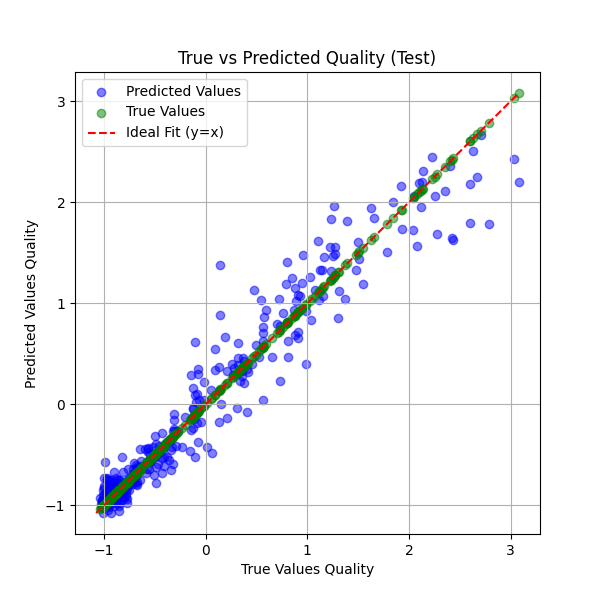 True vs Predicted Quality (Test)
Predicted Values
True Values
Ideal Fit (y=x)
3
2
1
0
−1
Predicted Values Quality
−1 0 1 2 3
True Values Quality